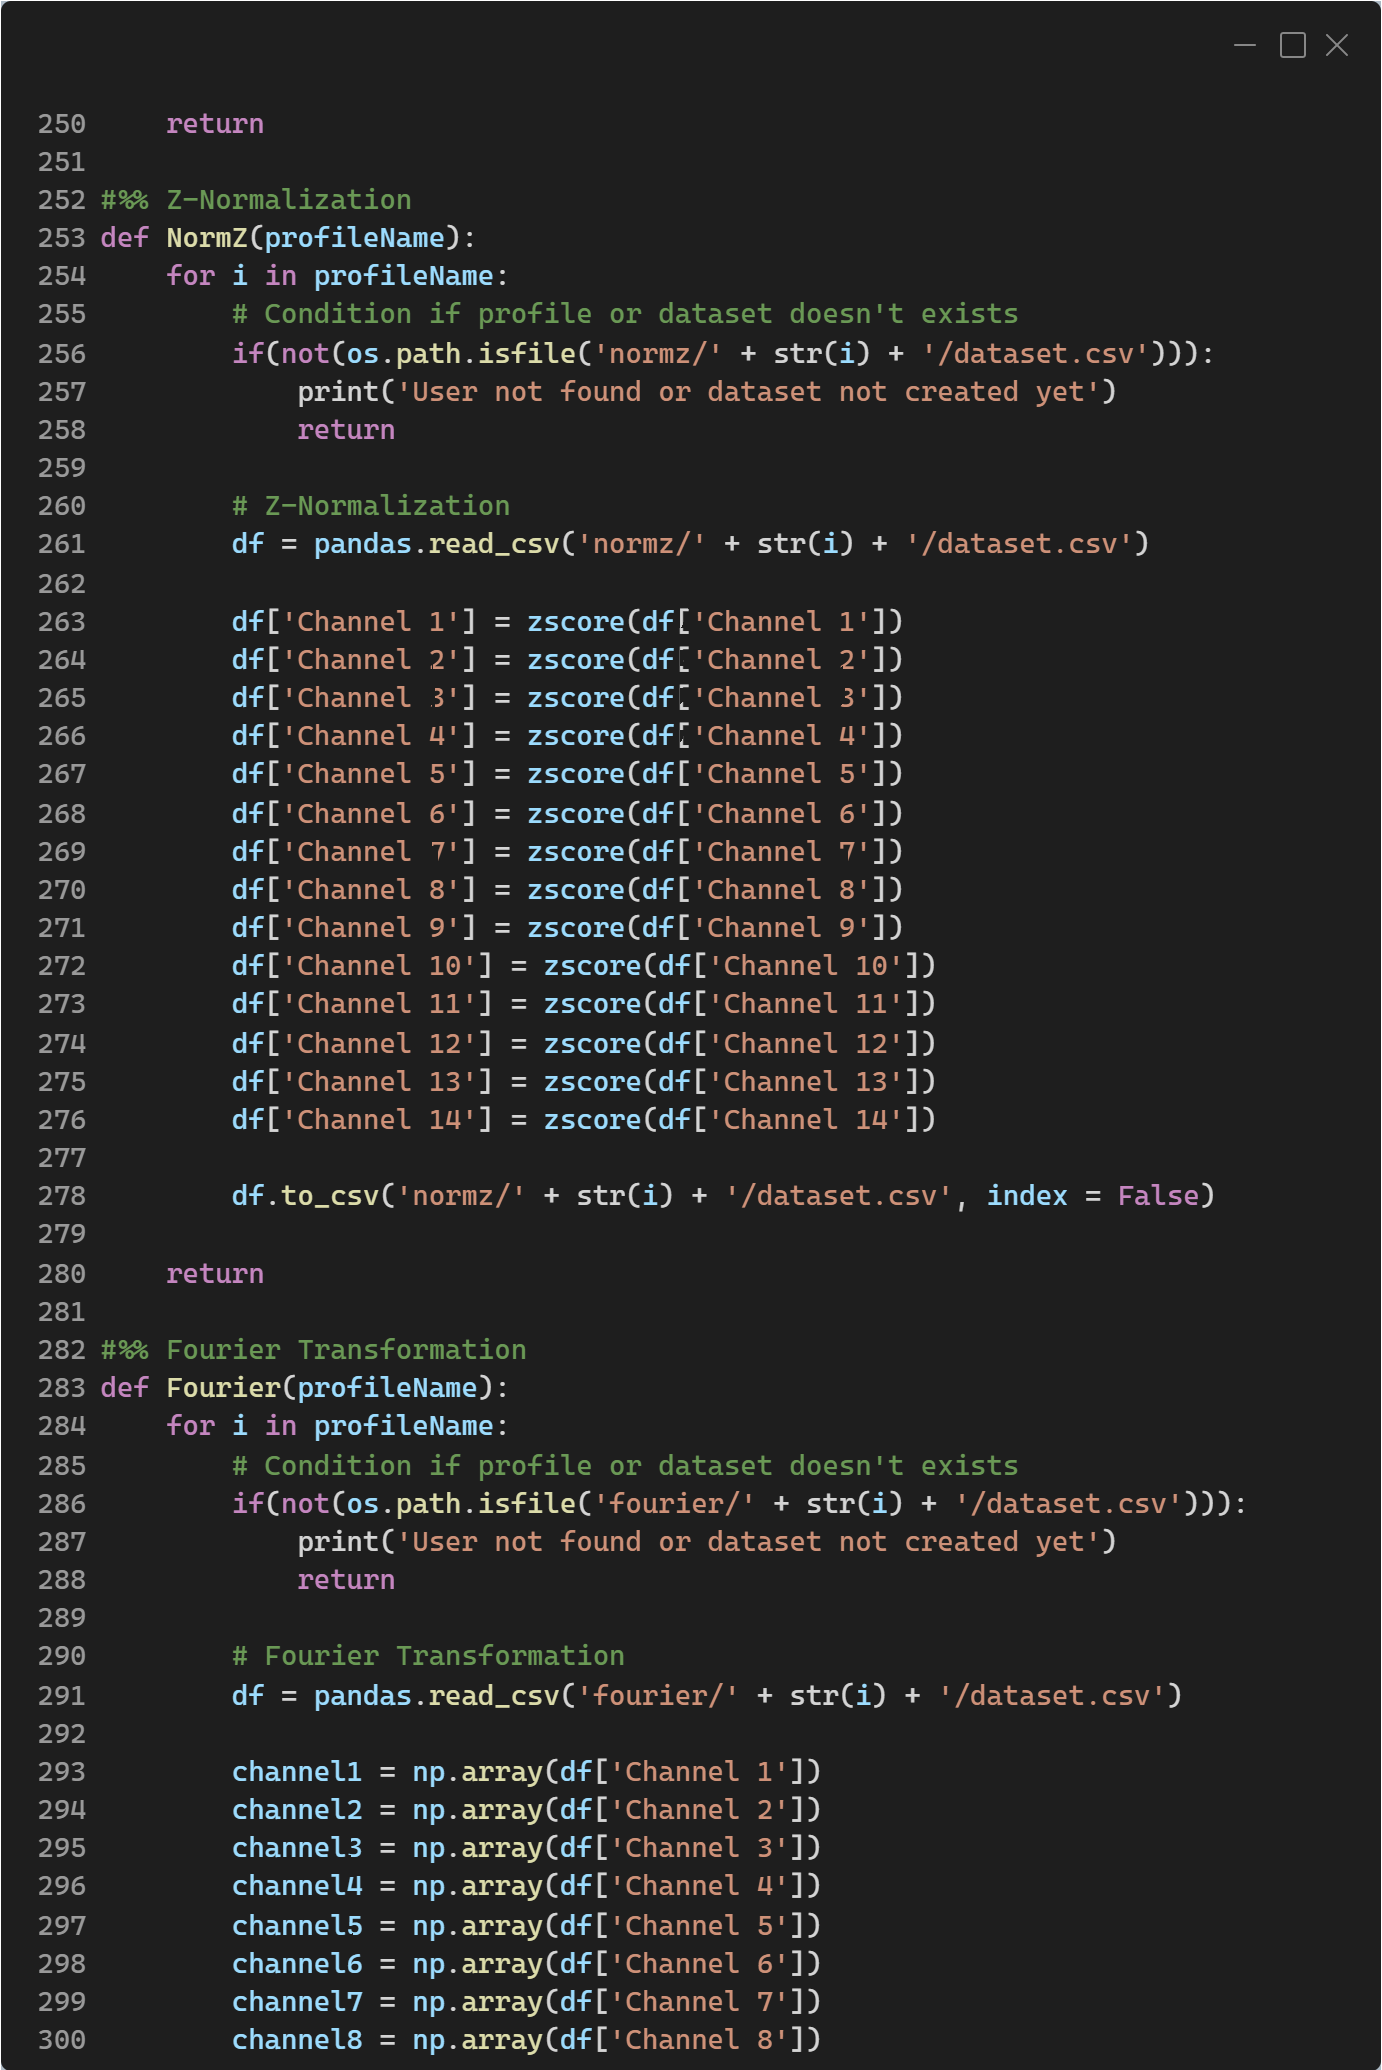 250     return
251
252 #%% Z-Normalization
253 def NormZ(profileName):
254     for i in profileName:
255         # Condition if profile or dataset doesn't exists
256         if(not(os.path.isfile('normz/' + str(i) + '/dataset.csv'))):
257             print('User not found or dataset not created yet')
258             return
259
260         # Z-Normalization
261         df = pandas.read_csv('normz/' + str(i) + '/dataset.csv')
262
263         df['Channel 1'] = zscore(df['Channel 1'])
264         df['Channel 2'] = zscore(df['Channel 2'])
265         df['Channel 3'] = zscore(df['Channel 3'])
266         df['Channel 4'] = zscore(df['Channel 4'])
267         df['Channel 5'] = zscore(df['Channel 5'])
268         df['Channel 6'] = zscore(df['Channel 6'])
269         df['Channel 7'] = zscore(df['Channel 7'])
270         df['Channel 8'] = zscore(df['Channel 8'])
271         df['Channel 9'] = zscore(df['Channel 9'])
272         df['Channel 10'] = zscore(df['Channel 10'])
273         df['Channel 11'] = zscore(df['Channel 11'])
274         df['Channel 12'] = zscore(df['Channel 12'])
275         df['Channel 13'] = zscore(df['Channel 13'])
276         df['Channel 14'] = zscore(df['Channel 14'])
277
278         df.to_csv('normz/' + str(i) + '/dataset.csv', index = False)
279
280     return
281
282 #%% Fourier Transformation
283 def Fourier(profileName):
284     for i in profileName:
285         # Condition if profile or dataset doesn't exists
286         if(not(os.path.isfile('fourier/' + str(i) + '/dataset.csv'))):
287             print('User not found or dataset not created yet')
288             return
289
290         # Fourier Transformation
291         df = pandas.read_csv('fourier/' + str(i) + '/dataset.csv')
292
293         channel1 = np.array(df['Channel 1'])
294         channel2 = np.array(df['Channel 2'])
295         channel3 = np.array(df['Channel 3'])
296         channel4 = np.array(df['Channel 4'])
297         channel5 = np.array(df['Channel 5'])
298         channel6 = np.array(df['Channel 6'])
299         channel7 = np.array(df['Channel 7'])
300         channel8 = np.array(df['Channel 8'])